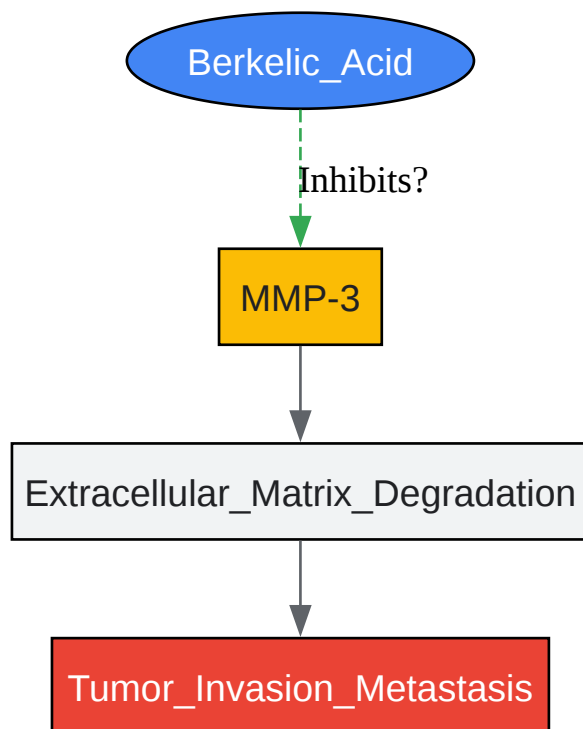 Berkelic_Acid
Inhibits?
MMP-3
Extracellular_Matrix_Degradation
Tumor_Invasion_Metastasis